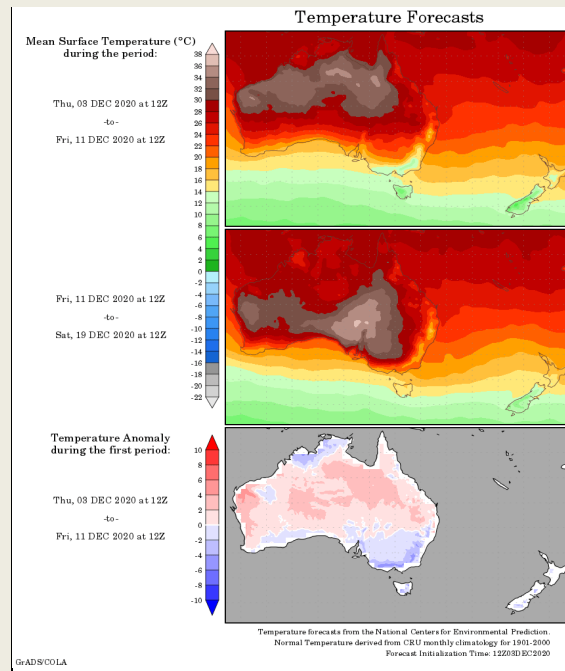 Temperature Forecasts
Mean Surface Temperature (°C)
during the period:
Thu, 03 DEC 2020 at 12Z
-to-
Fri, 11 DEC 2020 at 12Z
38
36
34
32
30
28
26
24
22
20
18
16
14
12
10
8
6
4
2
0
-2
-4
-6
-8
-10
-12
-14
-16
-18
-20
-22
Fri, 11 DEC 2020 at 12Z
-to-
Sat, 19 DEC 2020 at 12Z
Temperature Anomaly
during the first period:
Thu, 03 DEC 2020 at 12Z
-to-
Fri, 11 DEC 2020 at 12Z
10
8
6
4
2
0
-2
-4
-6
-8
-10
Temperature forecasts from the National Centers for Environmental Prediction.
Normal Temperature derived from CRU monthly climatology for 1901-2000
Forecast Initialization Time: 12Z03DEC2020
GrADS/COLA